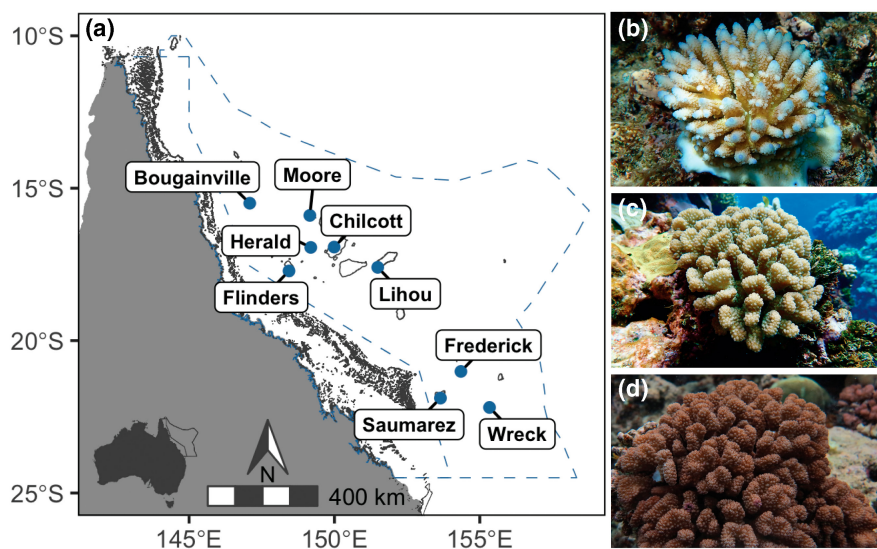 (a)
10°S
15°S
20°S
25°S
Bougainville
Moore
Chilcott
Herald
Flinders
Lihou
Frederick
Saumarez
Wreck
N
400 km
145°E
150°E
155°E
(b)
(c)
(d)